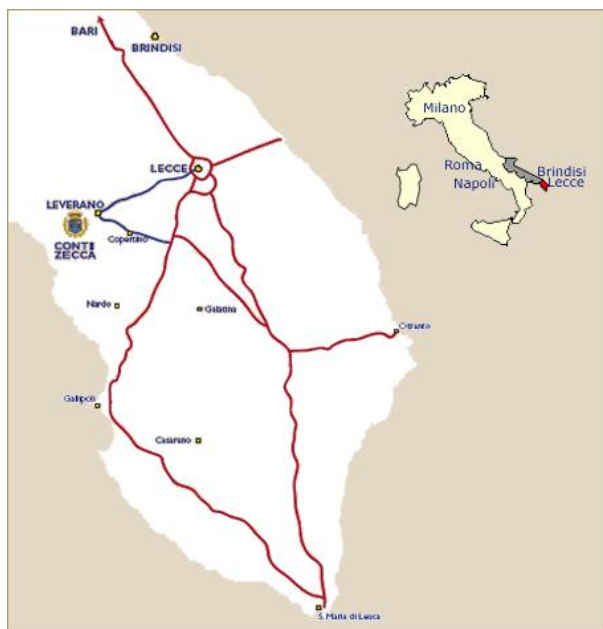 BARI
BRINDISI
LECCE
LEVERANO
CONTI
ZECCA
Copertino
Nardo
Galatina
Otranto
Gallipoli
Casarano
S. Maria di Leuca
Milano
Roma
Napoli
Brindisi
Lecce